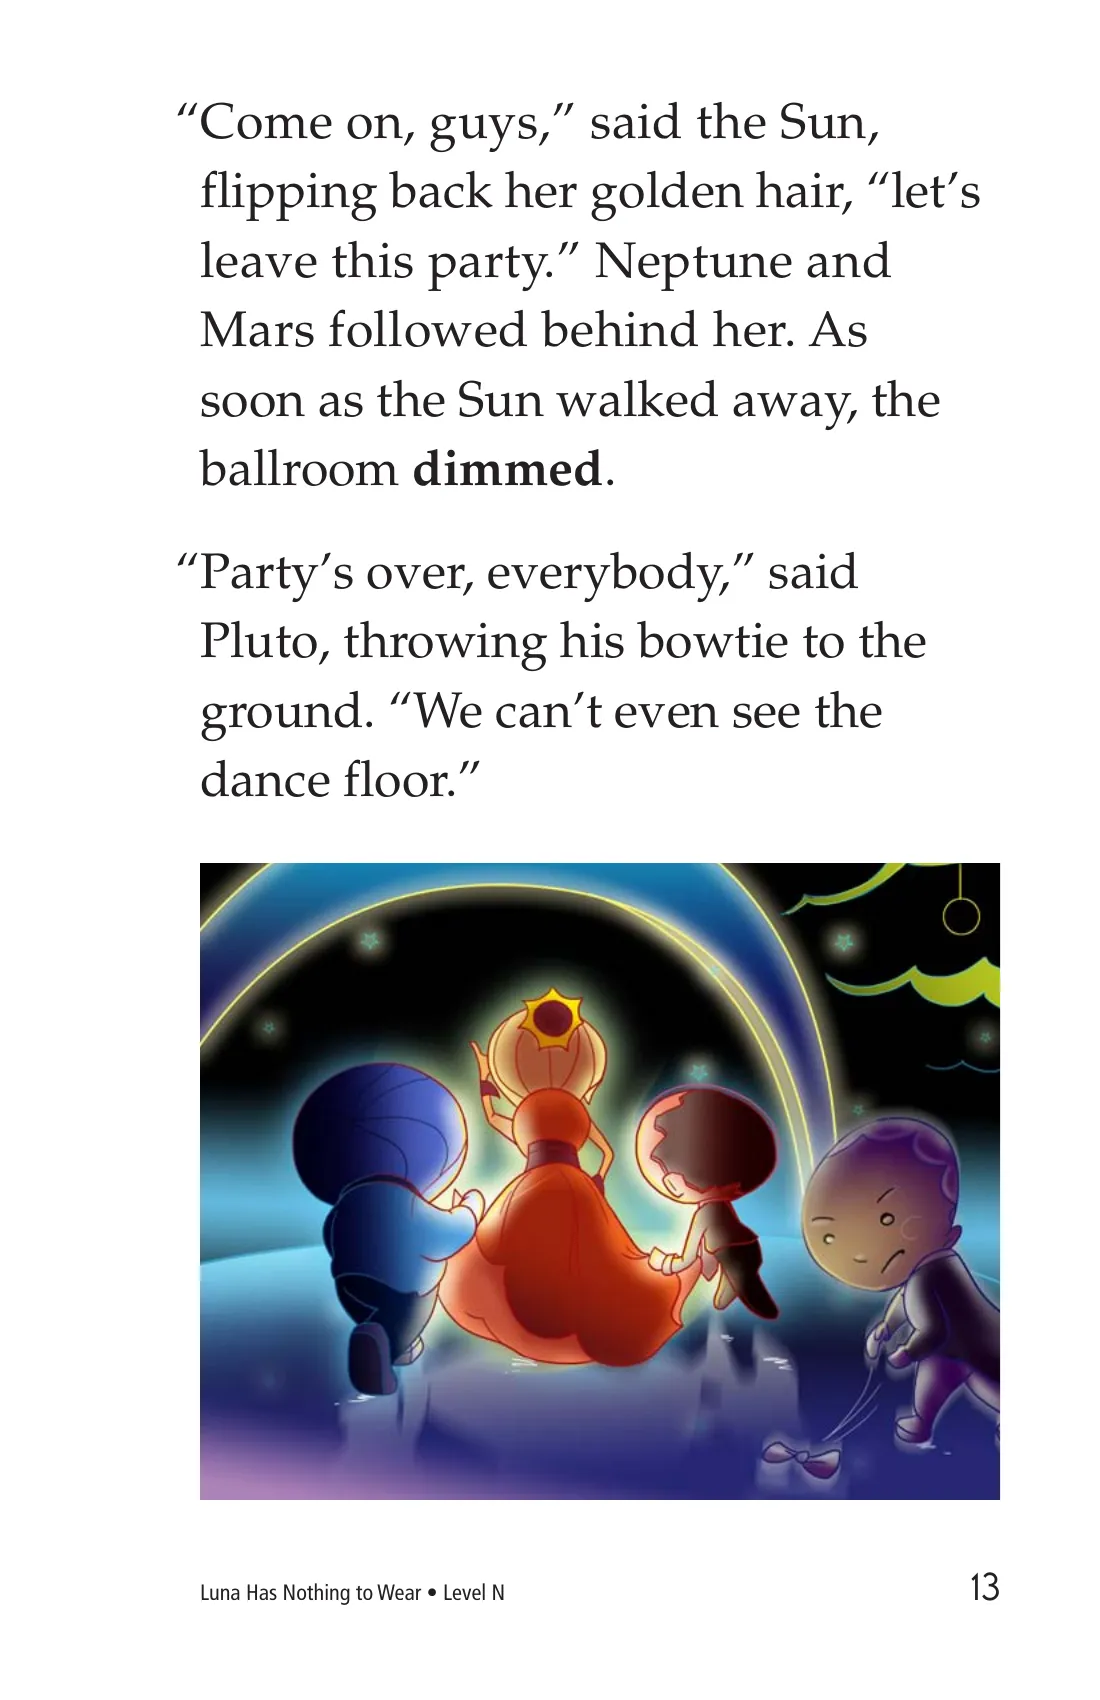 “Come on, guys,” said the Sun,
flipping back her golden hair, “let’s
leave this party.” Neptune and
Mars followed behind her. As
soon as the Sun walked away, the
ballroom dimmed.
“Party’s over, everybody,” said
Pluto, throwing his bowtie to the
ground. “We can’t even see the
dance floor.”
Luna Has Nothing to Wear • Level N
13